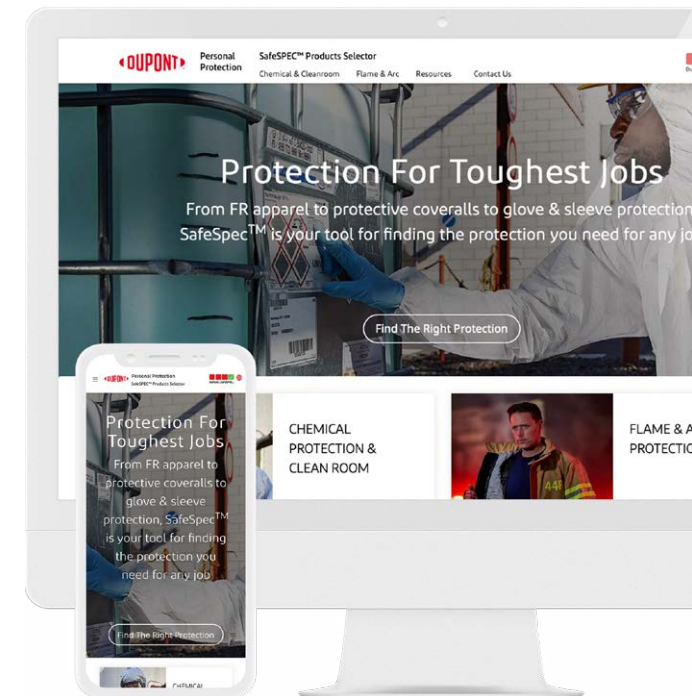 DUPONT
Personal
Protection
SafeSPEC™ Products Selector
Chemical & Cleanroom Flame & Arc Resources Contact Us
Protection For Toughest Jobs
From FR apparel to protective coveralls to glove & sleeve protection
SafeSpec™ is your tool for finding the protection you need for any jo
Find The Right Protection
CHEMICAL
PROTECTION &
CLEAN ROOM
44F
FLAME & A
PROTECTIO
DUPONT
Personal Protection
SafeSPEC™ Products Selector
Protection For
Toughest Jobs
From FR apparel to
protective coveralls to
glove & sleeve
protection, SafeSpec™
is your tool for finding
the protection you
need for any job
Find The Right Protection
CHEMICAL